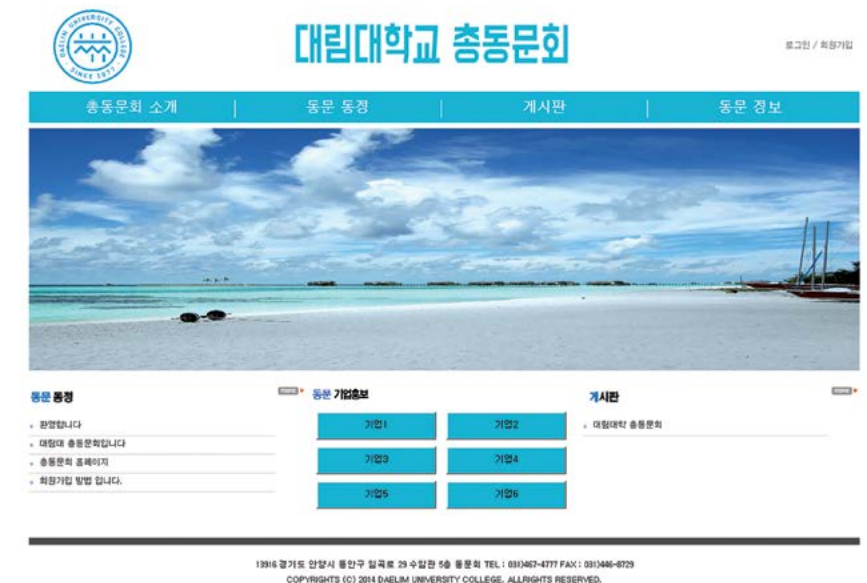 DAELIM UNIVERSITY COLLEGE
SINCE 1977
대림대학교 총동문회
로그인 / 회원가입
총동문회 소개 | 동문 동정 | 게시판 | 동문 정보
동문 동정
more
환영합니다
대림대 총동문회입니다
총동문회 홈페이지
회원가입 방법 입니다.
동문 기업홍보
기업1 기업2
기업3 기업4
기업5 기업6
게시판
more
대림대학 총동문회
13916 경기도 안양시 동안구 임곡로 29 수암관 5층 동문회 TEL : 031)467-4777 FAX : 031)446-8729
COPYRIGHTS (C) 2014 DAELIM UNIVERSITY COLLEGE. ALLRIGHTS RESERVED.